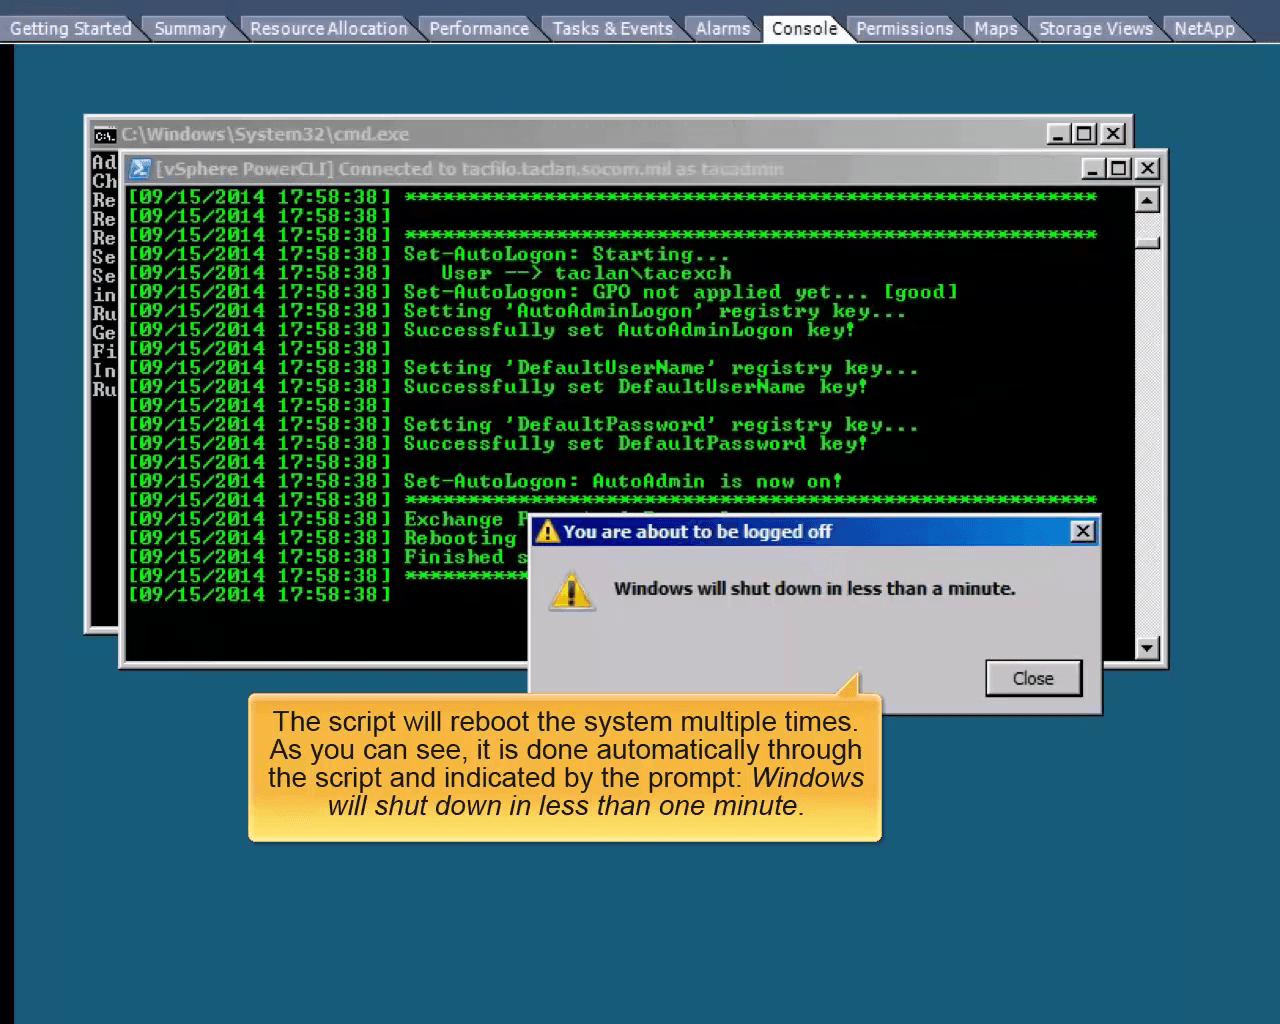 Getting Started Summary Resource Allocation Performance Tasks & Events Alarms Console Permissions Maps Storage Views NetApp
C:\Windows\System32\cmd.exe
[vSphere PowerCLI] Connected to tacfilo.taclan.socom.mil as tacadmin
Ad
Ch
Re
Re
Re
Se
Se
in
Ru
Ge
Fi
In
Ru
[09/15/2014 17:58:38] *******************************************************
[09/15/2014 17:58:38]
[09/15/2014 17:58:38] *******************************************************
[09/15/2014 17:58:38] Set-AutoLogon: Starting...
[09/15/2014 17:58:38] User --> taclan\tacexch
[09/15/2014 17:58:38] Set-AutoLogon: GPO not applied yet... [good]
[09/15/2014 17:58:38] Setting 'AutoAdminLogon' registry key...
[09/15/2014 17:58:38] Successfully set AutoAdminLogon key!
[09/15/2014 17:58:38]
[09/15/2014 17:58:38] Setting 'DefaultUserName' registry key...
[09/15/2014 17:58:38] Successfully set DefaultUserName key!
[09/15/2014 17:58:38]
[09/15/2014 17:58:38] Setting 'DefaultPassword' registry key...
[09/15/2014 17:58:38] Successfully set DefaultPassword key!
[09/15/2014 17:58:38]
[09/15/2014 17:58:38] Set-AutoLogon: AutoAdmin is now on!
[09/15/2014 17:58:38] *******************************************************
[09/15/2014 17:58:38] Exchange
[09/15/2014 17:58:38] Rebooting
[09/15/2014 17:58:38] Finished s
[09/15/2014 17:58:38] **********
[09/15/2014 17:58:38]
You are about to be logged off
Windows will shut down in less than a minute.
Close
The script will reboot the system multiple times.
As you can see, it is done automatically through
the script and indicated by the prompt: Windows
will shut down in less than one minute.